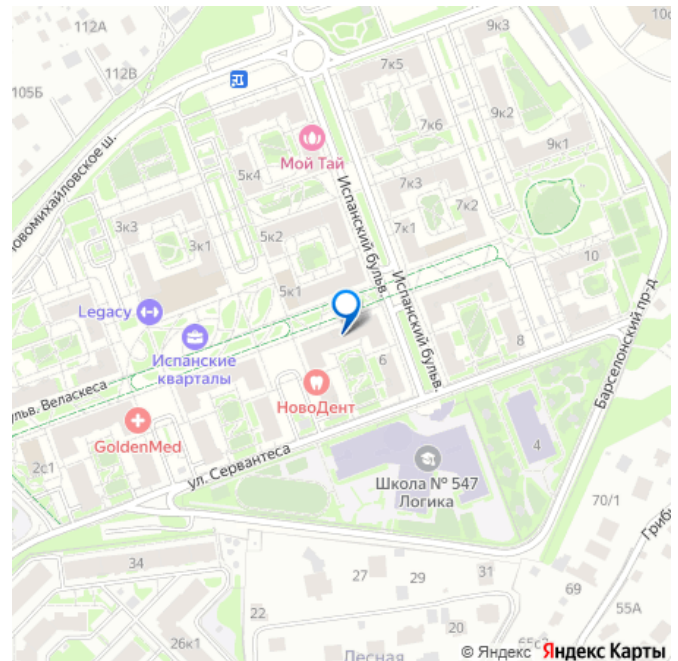 112А
9к3
7к5
112В
105Б
9к2
7к6
9к1
Мой Тай
5к4
Новомихайловское ш.
Испанский бульв.
7к3
7к2
3к3
3к1
5к2
7к1
10
Испанский бульв.
Барселонский пр-д
Legacy
5к1
Испанские
кварталы
8
6
бульв. Веласкеса
НовоДент
GoldenMed
ул. Сервантеса
4
2с1
Школа № 547
Логика
70/1
34
27
29
31
69
22
20
55А
26к1
Лесная
© Яндекс Яндекс Карты